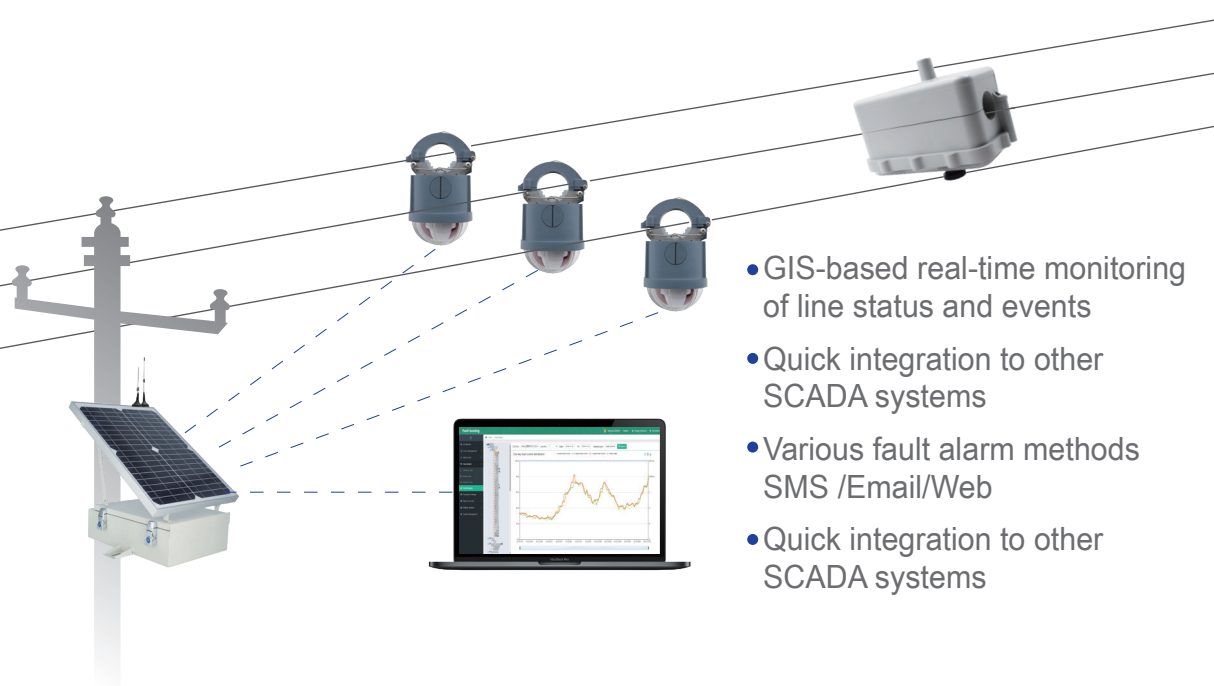 GIS-based real-time monitoring
of line status and events
Quick integration to other
SCADA systems
Various fault alarm methods
SMS /Email/Web
Quick integration to other
SCADA systems